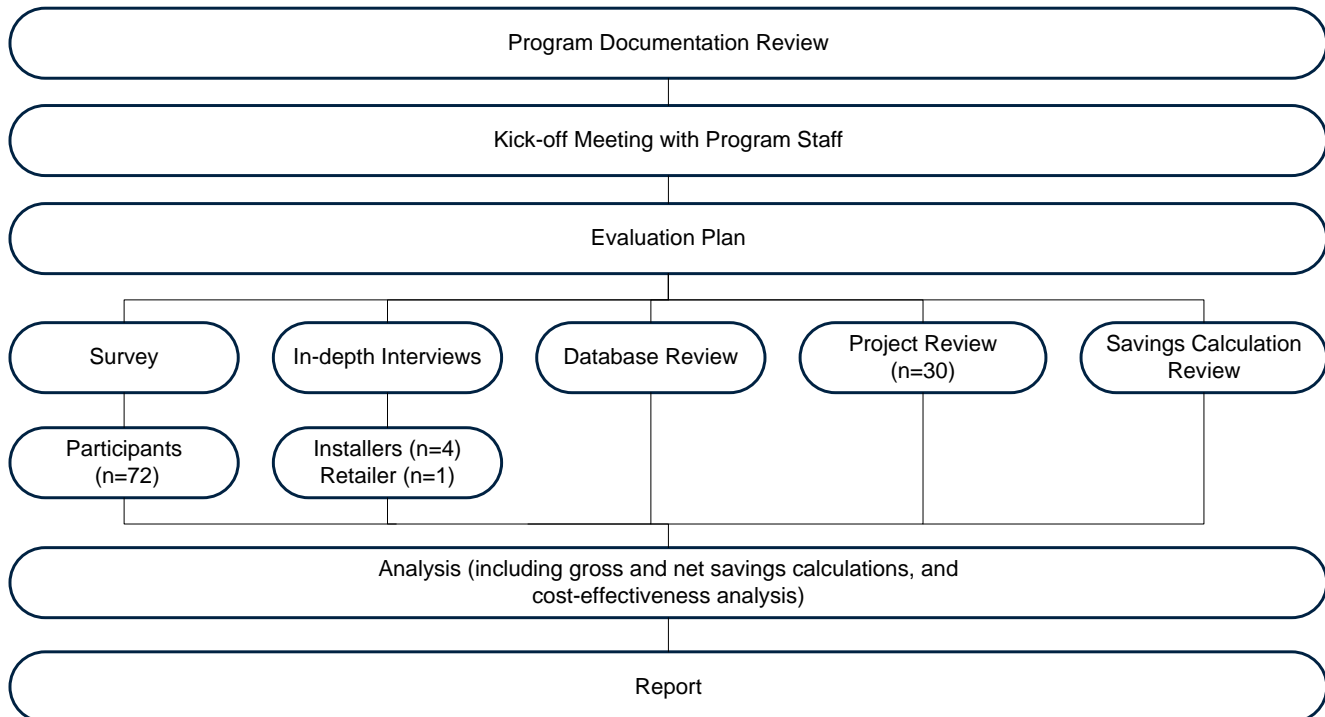 Program Documentation Review
Kick-off Meeting with Program Staff
Evaluation Plan
Survey
In-depth Interviews
Database Review
Project Review
(n=30)
Savings Calculation
Review
Participants
(n=72)
Installers (n=4)
Retailer (n=1)
Analysis (including gross and net savings calculations, and
cost-effectiveness analysis)
Report